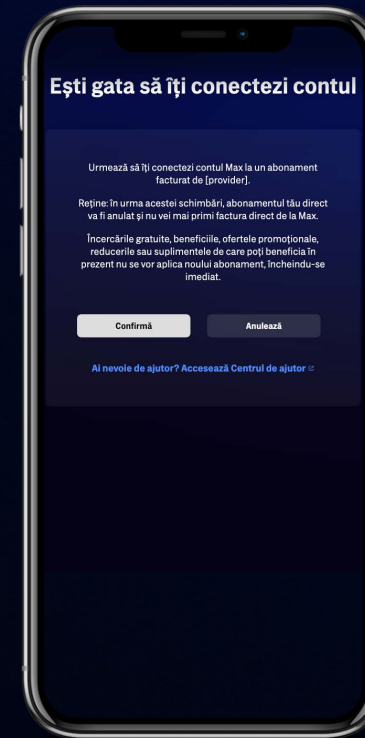 Ești gata să îți conectezi contul
Urmează să îți conectezi contul Max la un abonament
facturat de [provider].
Reține: în urma acestei schimbări, abonamentul tău direct
va fi anulat și nu vei mai primi factura direct de la Max.
Încercările gratuite, beneficiile, ofertele promoționale,
reducerile sau suplimentele de care poți beneficia în
prezent nu se vor aplica noului abonament, încheindu-se
imediat.
Confirmă
Anulează
Ai nevoie de ajutor? Accesează Centrul de ajutor